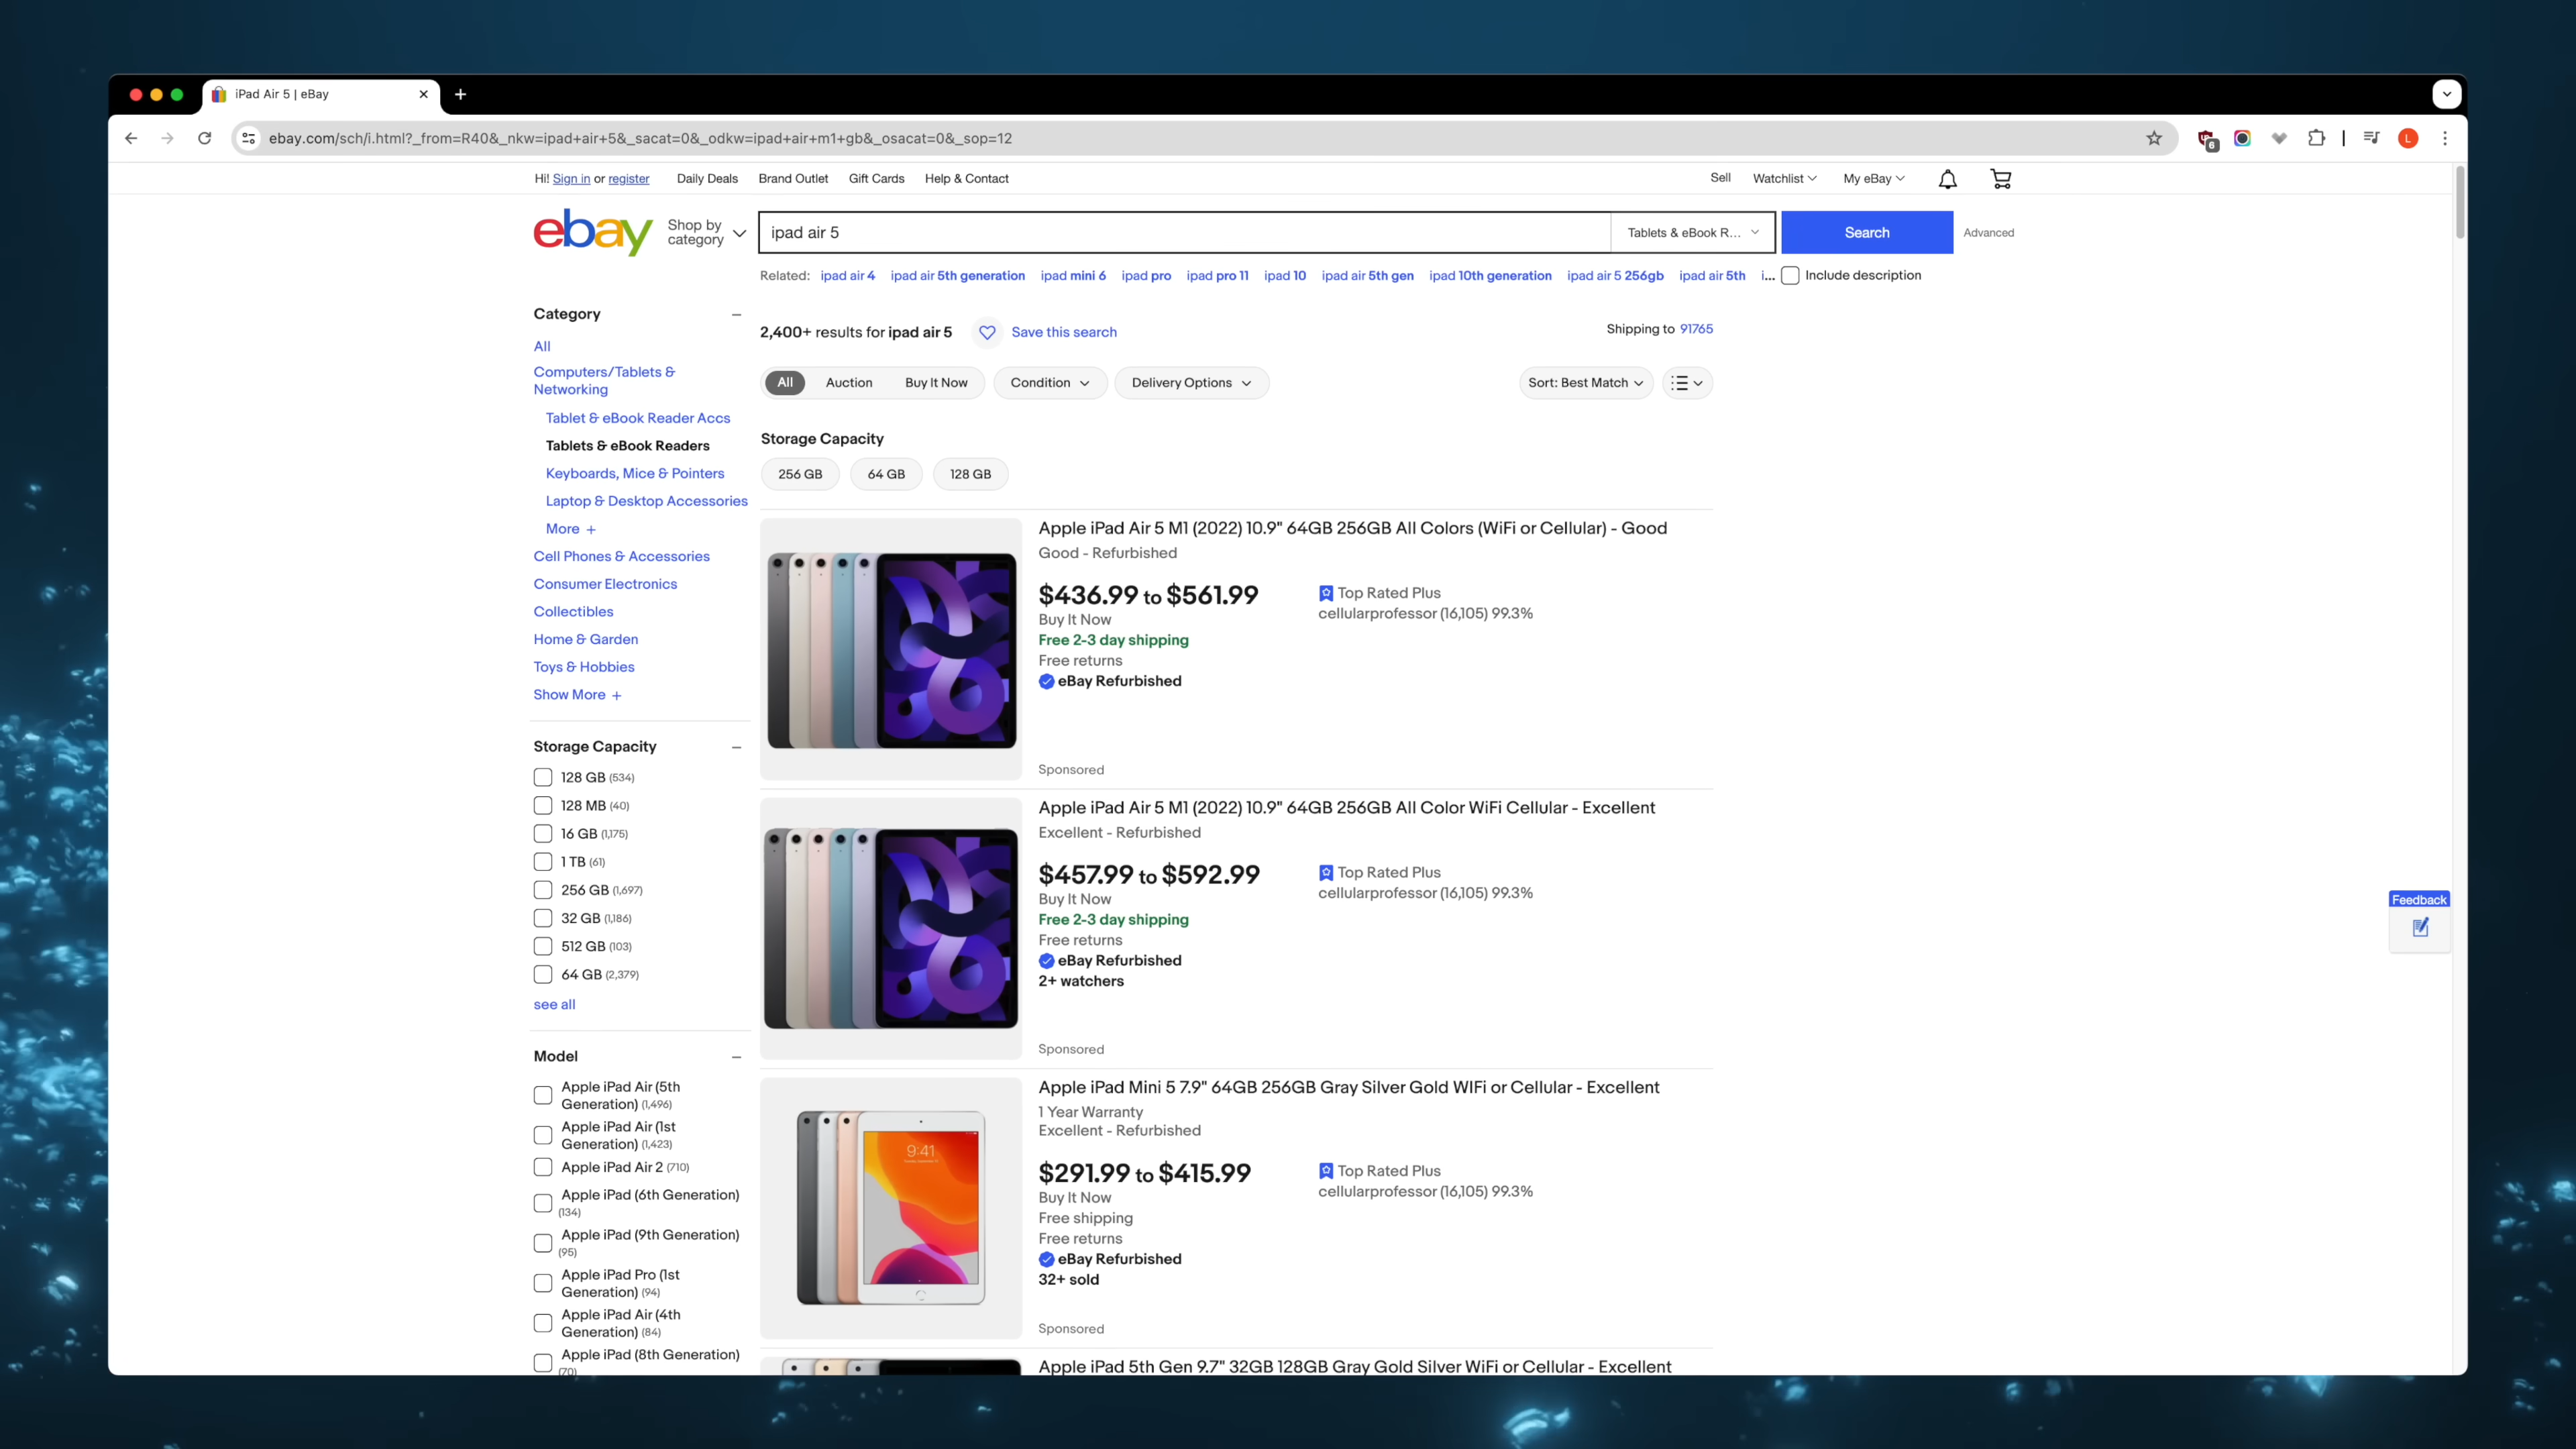 iPad Air 5 | eBay
ebay.com/sch/i.html?_from=R40&_nkw=ipad+air+5&_sacat=0&_odkw=ipad+air+m1+gb&_osacat=0&_sop=12
6
L
Hi! Sign in or register Daily Deals Brand Outlet Gift Cards Help & Contact
Sell Watchlist My eBay
ebay
Shop by
category
ipad air 5
Tablets & eBook R...
Search
Advanced
Related: ipad air 4 ipad air 5th generation ipad mini 6 ipad pro ipad pro 11 ipad 10 ipad air 5th gen ipad 10th generation ipad air 5 256gb ipad air 5th i...
Include description
Category
All
Computers/Tablets &
Networking
Tablet & eBook Reader Accs
Tablets & eBook Readers
Keyboards, Mice & Pointers
Laptop & Desktop Accessories
More +
Cell Phones & Accessories
Consumer Electronics
Collectibles
Home & Garden
Toys & Hobbies
Show More +
Storage Capacity
128 GB (534)
128 MB (40)
16 GB (1,175)
1 TB (61)
256 GB (1,697)
32 GB (1,186)
512 GB (103)
64 GB (2,379)
see all
Model
Apple iPad Air (5th
Generation) (1,496)
Apple iPad Air (1st
Generation) (1,423)
Apple iPad Air 2 (710)
Apple iPad (6th Generation)
(134)
Apple iPad (9th Generation)
(95)
Apple iPad Pro (1st
Generation) (94)
Apple iPad Air (4th
Generation) (84)
Apple iPad (8th Generation)
(70)
2,400+ results for ipad air 5
Save this search
Shipping to 91765
All Auction Buy It Now Condition Delivery Options
Sort: Best Match
Storage Capacity
256 GB 64 GB 128 GB
Apple iPad Air 5 M1 (2022) 10.9" 64GB 256GB All Colors (WiFi or Cellular) - Good
Good - Refurbished
$436.99 to $561.99
Buy It Now
Free 2-3 day shipping
Free returns
eBay Refurbished
Top Rated Plus
cellularprofessor (16,105) 99.3%
Sponsored
Apple iPad Air 5 M1 (2022) 10.9" 64GB 256GB All Color WiFi Cellular - Excellent
Excellent - Refurbished
$457.99 to $592.99
Buy It Now
Free 2-3 day shipping
Free returns
eBay Refurbished
2+ watchers
Top Rated Plus
cellularprofessor (16,105) 99.3%
Sponsored
9:41
Apple iPad Mini 5 7.9" 64GB 256GB Gray Silver Gold WIFi or Cellular - Excellent
1 Year Warranty
Excellent - Refurbished
$291.99 to $415.99
Buy It Now
Free shipping
Free returns
eBay Refurbished
32+ sold
Top Rated Plus
cellularprofessor (16,105) 99.3%
Sponsored
Apple iPad 5th Gen 9.7" 32GB 128GB Gray Gold Silver WiFi or Cellular - Excellent
Feedback